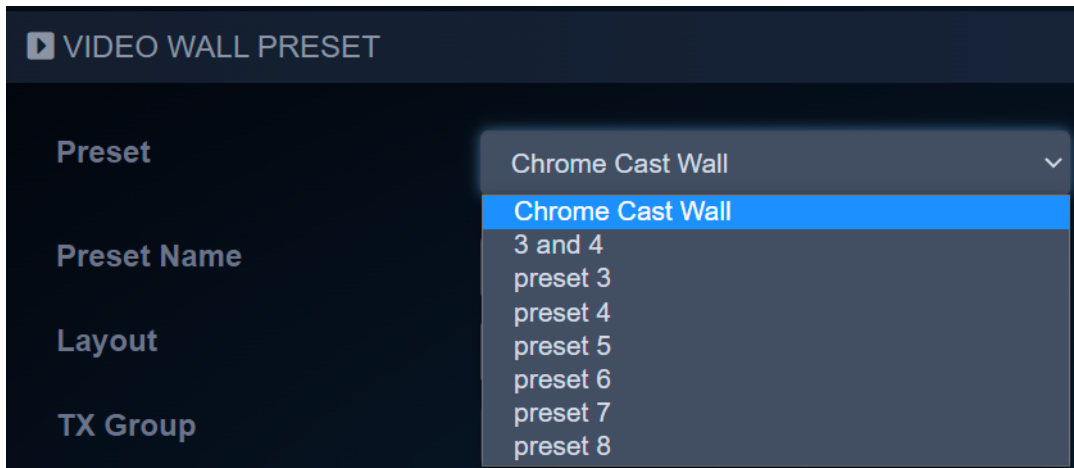 VIDEO WALL PRESET
Preset
Chrome Cast Wall
Chrome Cast Wall
3 and 4
Preset Name
preset 3
preset 4
Layout
preset 5
preset 6
preset 7
TX Group
preset 8